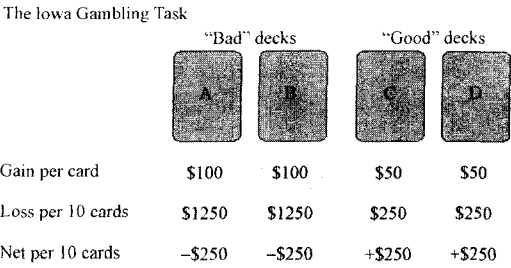 The Iowa Gambling Task
"Bad" decks "Good" decks
A B C D
Gain per card $100 $100 $50 $50
Loss per 10 cards $1250 $1250 $250 $250
Net per 10 cards –$250 –$250 +$250 +$250